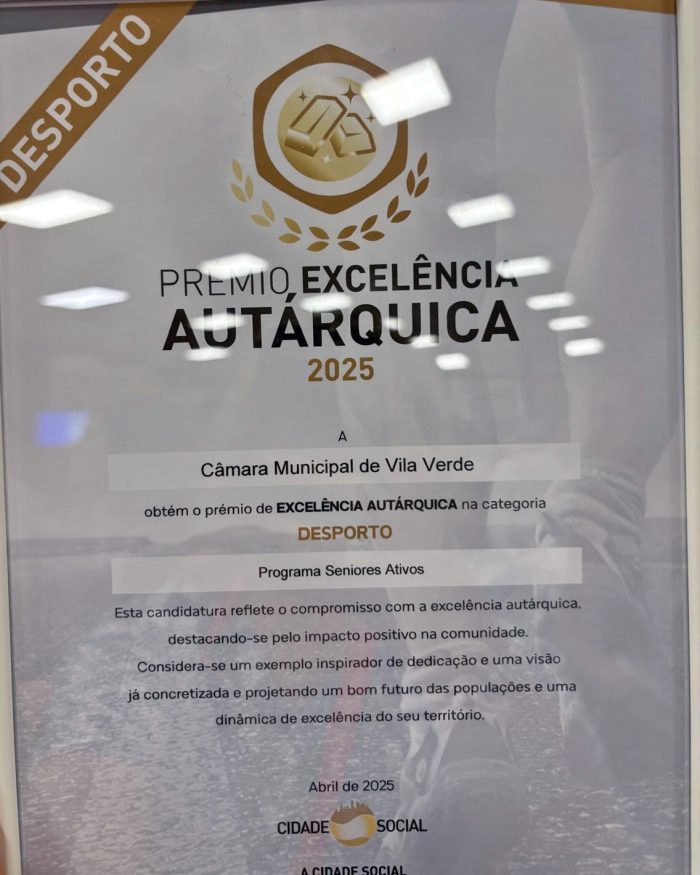 DESPORTO
PRÉMIO EXCELÊNCIA
AUTÁRQUICA
2025
A
Câmara Municipal de Vila Verde
obtém o prémio de EXCELÊNCIA AUTÁRQUICA na categoria
DESPORTO
Programa Seniores Ativos
Esta candidatura reflete o compromisso com a excelência autárquica,
destacando-se pelo impacto positivo na comunidade.
Considera-se um exemplo inspirador de dedicação e uma visão
já concretizada e projetando um bom futuro das populações e uma
dinâmica de excelência do seu território.
Abril de 2025
CIDADE SOCIAL
A CIDADE SOCIAL